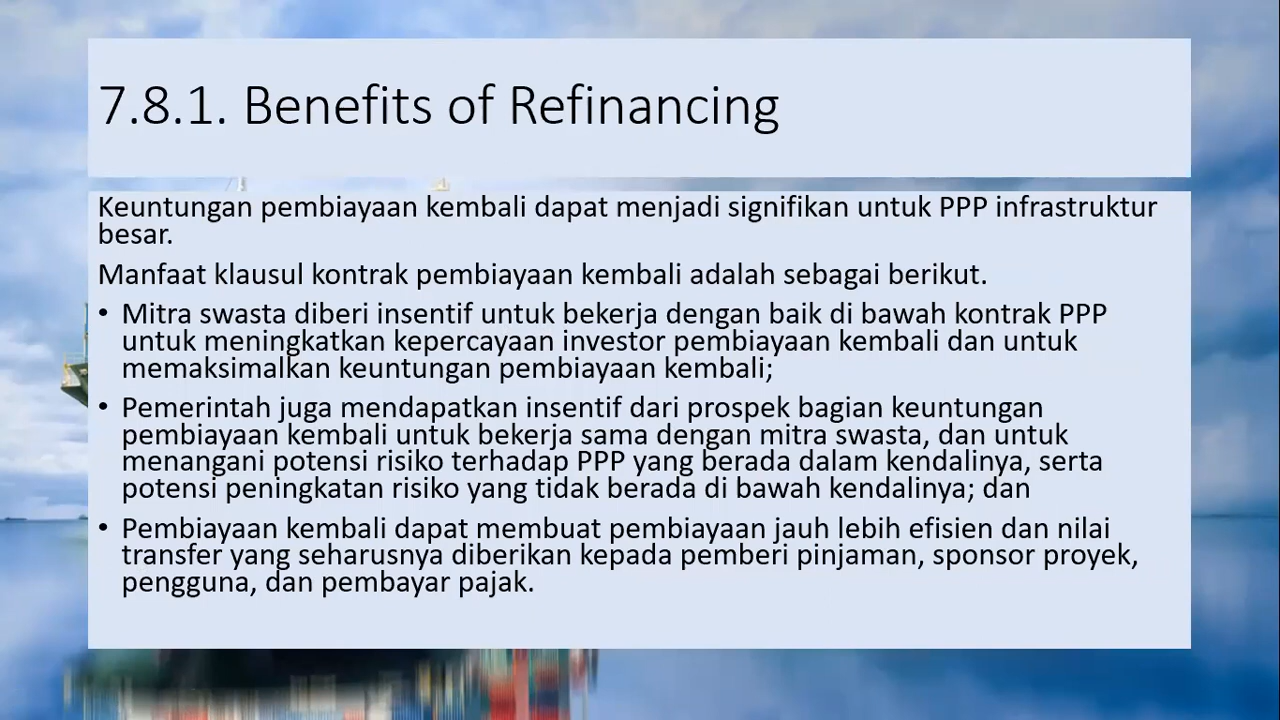 7.8.1. Benefits of Refinancing
Keuntungan pembiayaan kembali dapat menjadi signifikan untuk PPP infrastruktur
besar.
Manfaat klausul kontrak pembiayaan kembali adalah sebagai berikut.
• Mitra swasta diberi insentif untuk bekerja dengan baik di bawah kontrak PPP
untuk meningkatkan kepercayaan investor pembiayaan kembali dan untuk
memaksimalkan keuntungan pembiayaan kembali;
• Pemerintah juga mendapatkan insentif dari prospek bagian keuntungan
pembiayaan kembali untuk bekerja sama dengan mitra swasta, dan untuk
menangani potensi risiko terhadap PPP yang berada dalam kendalinya, serta
potensi peningkatan risiko yang tidak berada di bawah kendalinya; dan
• Pembiayaan kembali dapat membuat pembiayaan jauh lebih efisien dan nilai
transfer yang seharusnya diberikan kepada pemberi pinjaman, sponsor proyek,
pengguna, dan pembayar pajak.